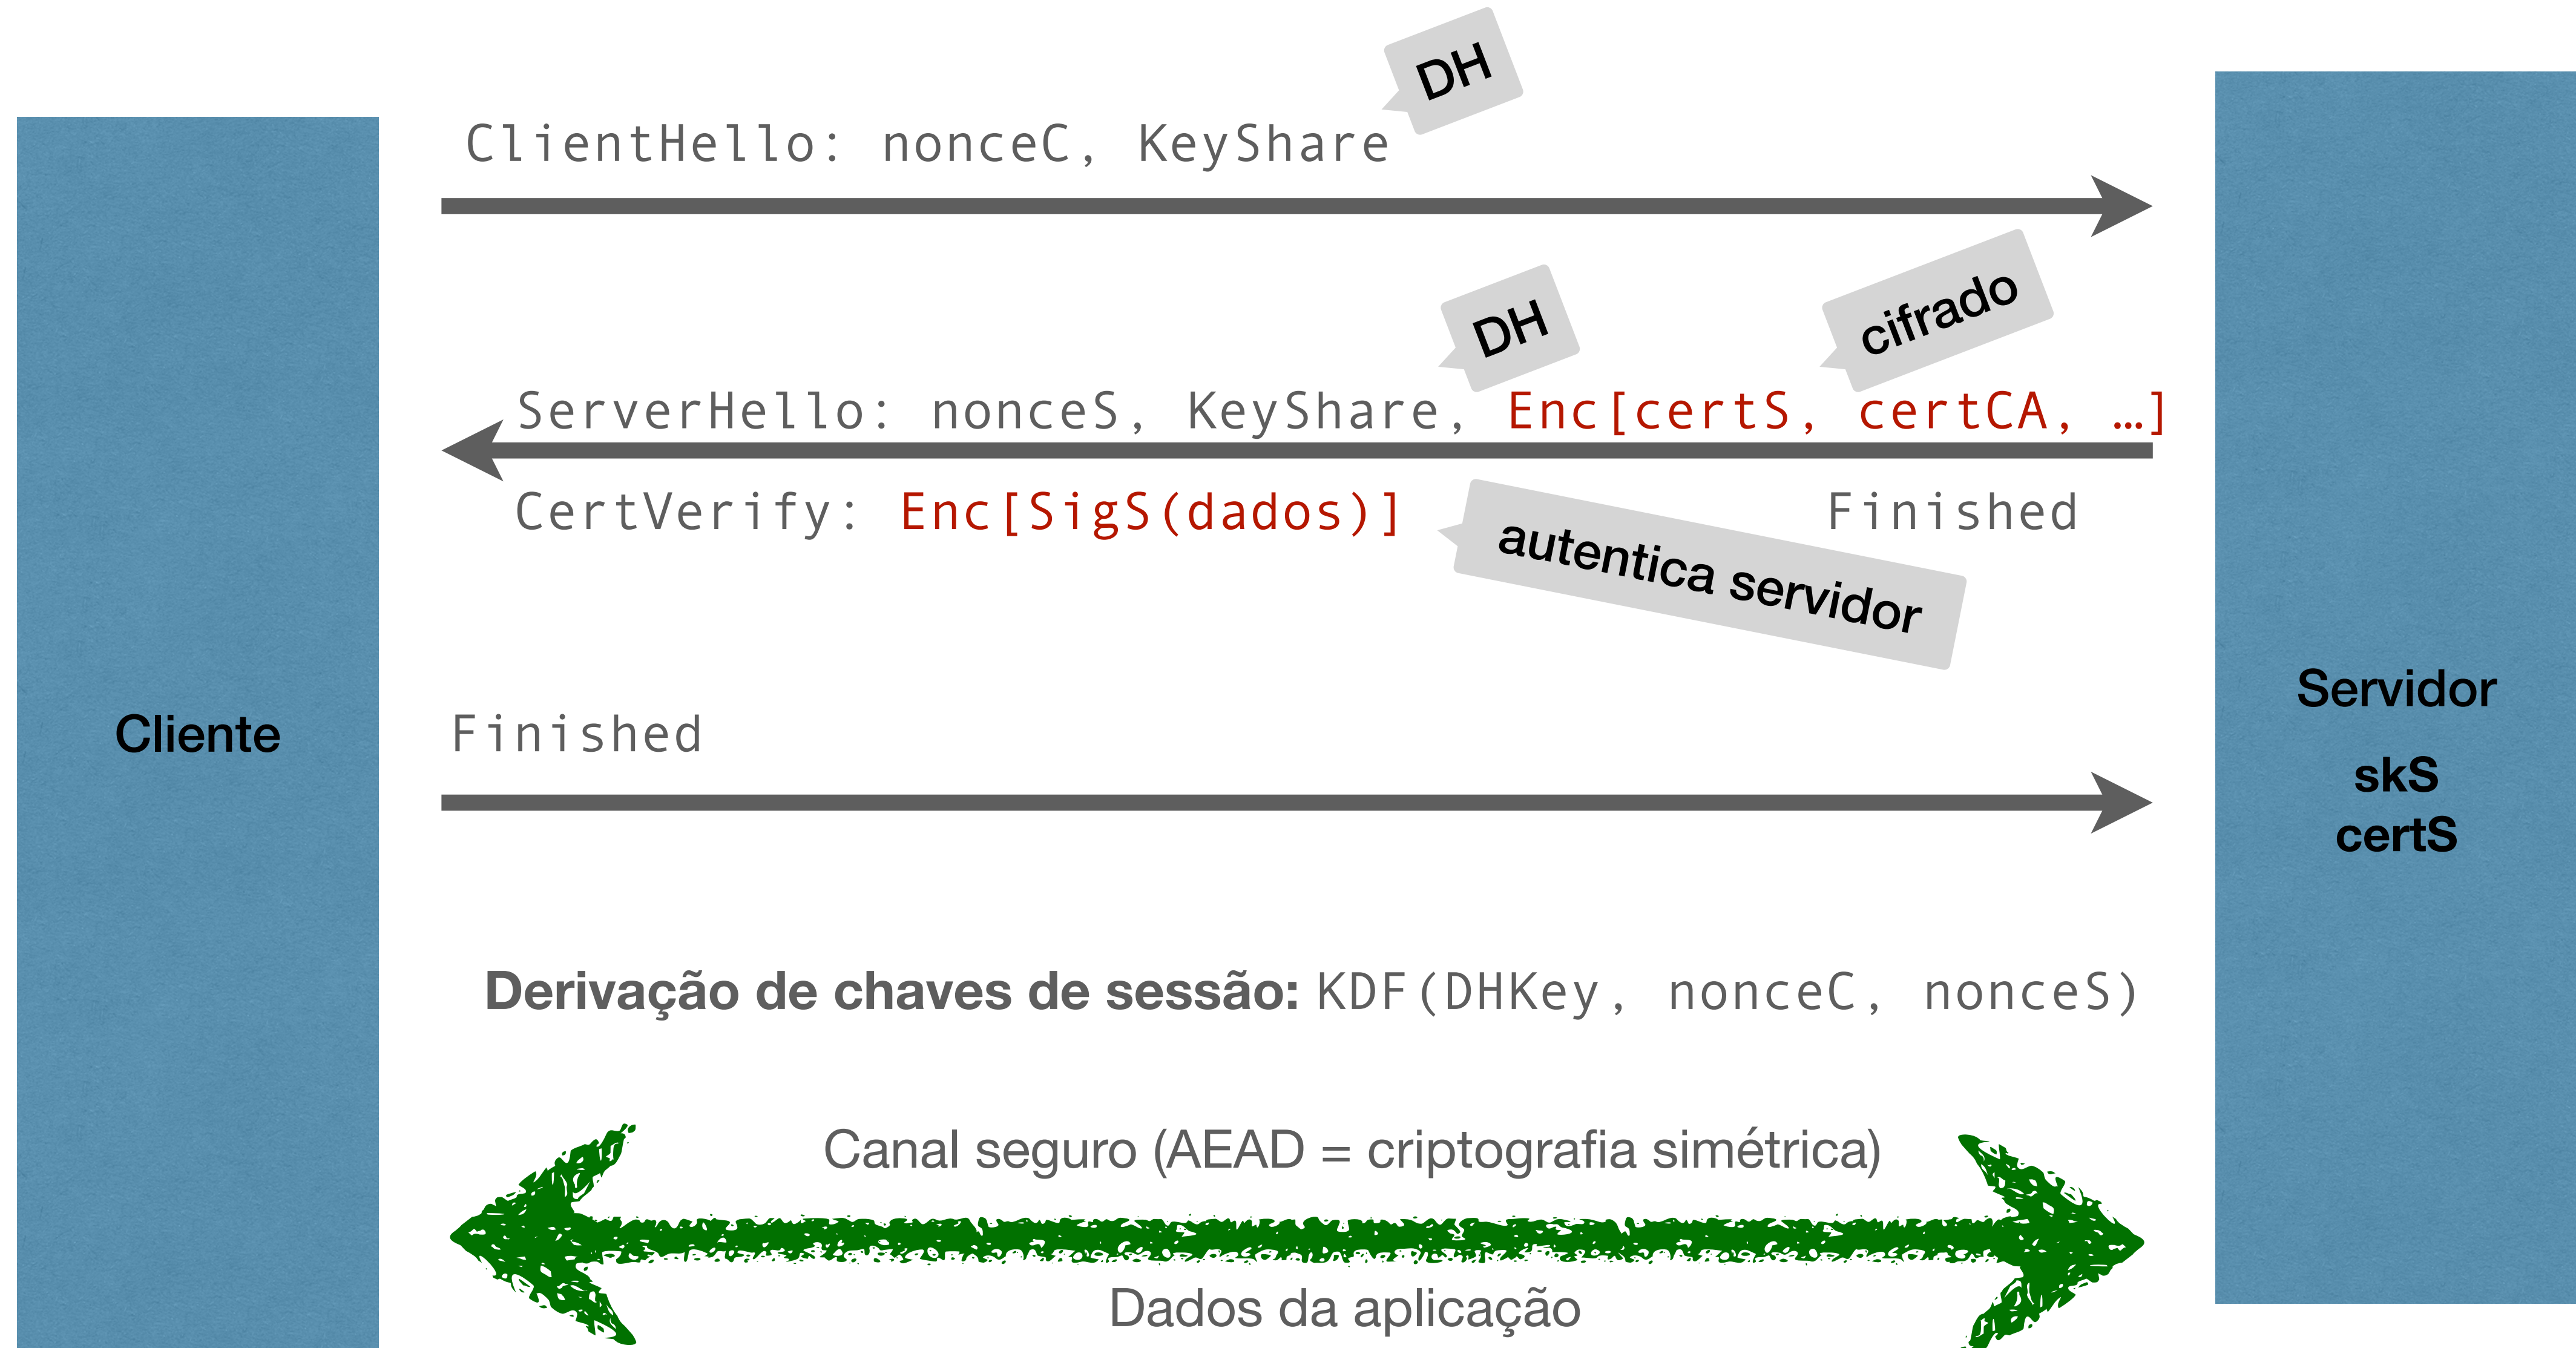 DH
ClientHello: nonceC, KeyShare
DH
cifrado
ServerHello: nonceS, KeyShare, Enc[certS, certCA, …]
CertVerify: Enc[SigS(dados)]
Finished
autentica servidor
Cliente
Finished
Servidor
skS
certS
Derivação de chaves de sessão: KDF(DHKey, nonceC, nonceS)
Canal seguro (AEAD = criptografia simétrica)
Dados da aplicação